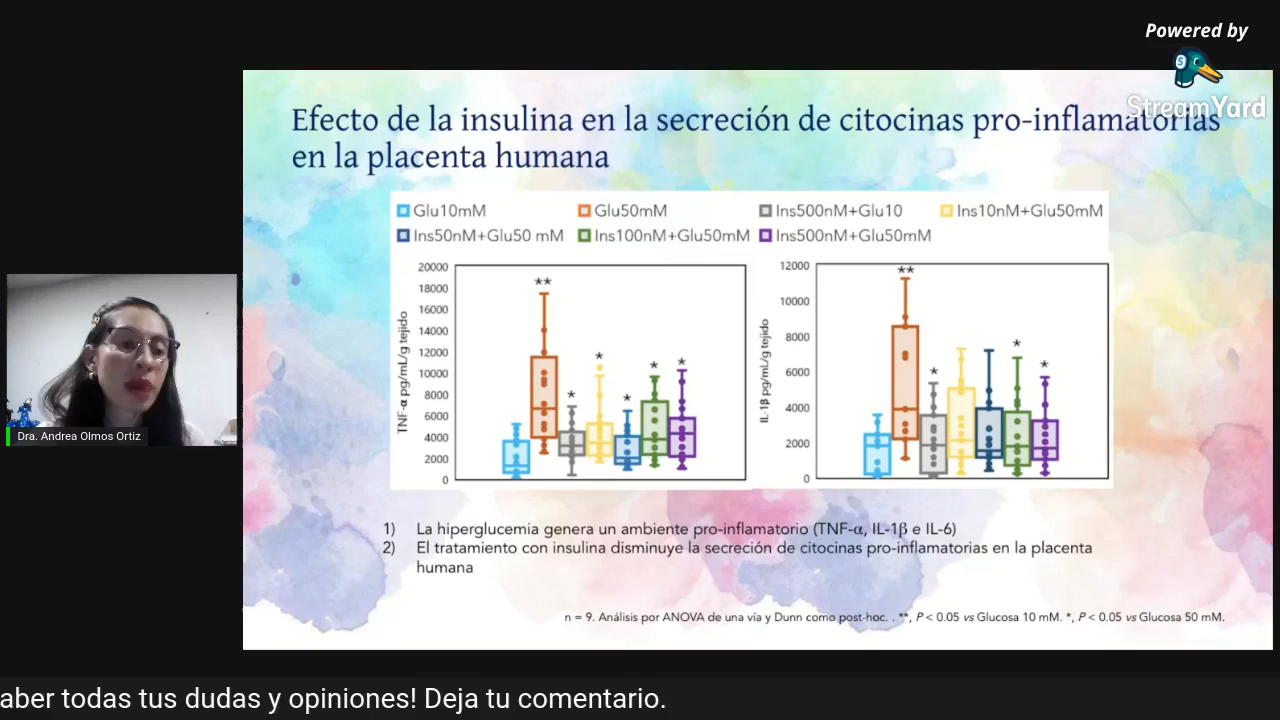 Powered by
StreamYard
Efecto de la insulina en la secreción de citocinas pro-inflamatorias
en la placenta humana
Glu10mM Glu50mM Ins500nM+Glu10 Ins10nM+Glu50mM
Ins50nM+Glu50 mM Ins100nM+Glu50mM Ins500nM+Glu50mM
TNF-α pg/mL/g tejido
20000
18000
16000
14000
12000
10000
8000
6000
4000
2000
0
**
*
*
*
*
*
IL-1β pg/mL/g tejido
12000
10000
8000
6000
4000
2000
0
**
*
*
*
Dra. Andrea Olmos Ortiz
1) La hiperglucemia genera un ambiente pro-inflamatorio (TNF-α, IL-1β e IL-6)
2) El tratamiento con insulina disminuye la secreción de citocinas pro-inflamatorias en la placenta
humana
n = 9. Análisis por ANOVA de una vía y Dunn como post-hoc. . **, P < 0.05 vs Glucosa 10 mM. *, P < 0.05 vs Glucosa 50 mM.
aber todas tus dudas y opiniones! Deja tu comentario.